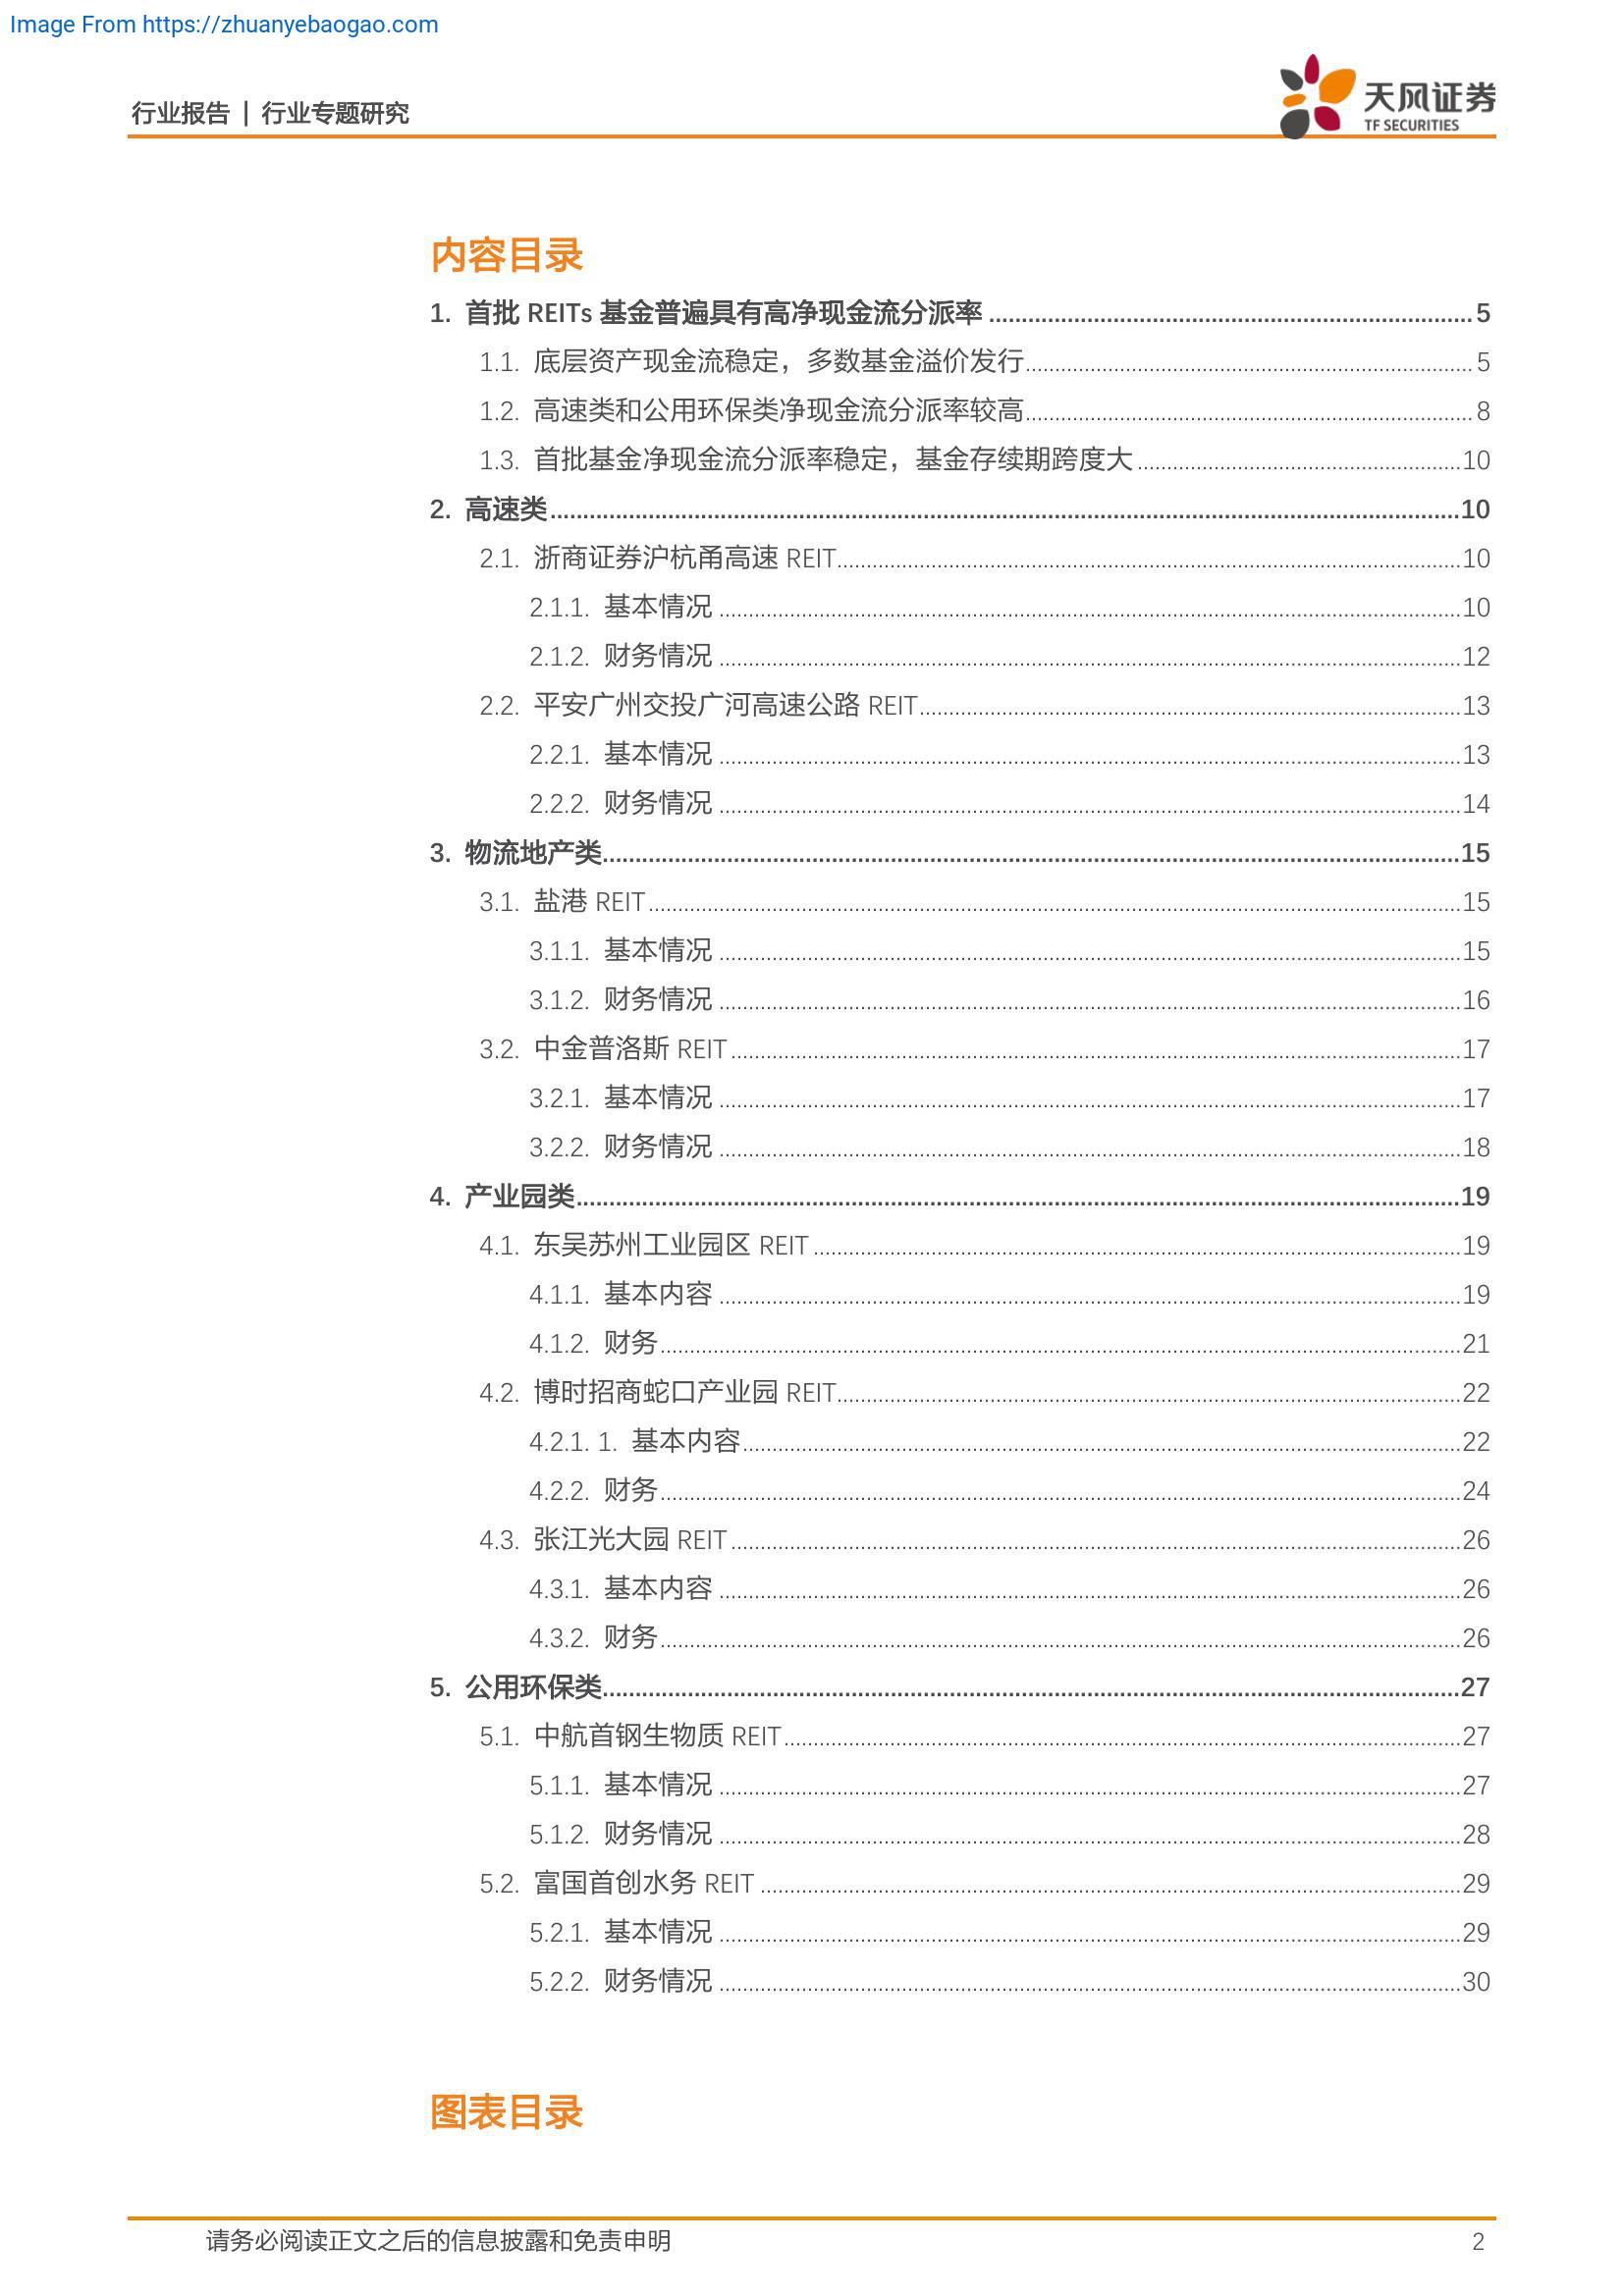 Image From https://zhuanyebaogao.com
行业报告 | 行业专题研究
天风证券
TF SECURITIES
内容目录
1. 首批 REITs 基金普遍具有高净现金流分派率 5
1.1. 底层资产现金流稳定，多数基金溢价发行 5
1.2. 高速类和公用环保类净现金流分派率较高 8
1.3. 首批基金净现金流分派率稳定，基金存续期跨度大 10
2. 高速类 10
2.1. 浙商证券沪杭甬高速 REIT 10
2.1.1. 基本情况 10
2.1.2. 财务情况 12
2.2. 平安广州交投广河高速公路 REIT 13
2.2.1. 基本情况 13
2.2.2. 财务情况 14
3. 物流地产类 15
3.1. 盐港 REIT 15
3.1.1. 基本情况 15
3.1.2. 财务情况 16
3.2. 中金普洛斯 REIT 17
3.2.1. 基本情况 17
3.2.2. 财务情况 18
4. 产业园类 19
4.1. 东吴苏州工业园区 REIT 19
4.1.1. 基本内容 19
4.1.2. 财务 21
4.2. 博时招商蛇口产业园 REIT 22
4.2.1. 1. 基本内容 22
4.2.2. 财务 24
4.3. 张江光大园 REIT 26
4.3.1. 基本内容 26
4.3.2. 财务 26
5. 公用环保类 27
5.1. 中航首钢生物质 REIT 27
5.1.1. 基本情况 27
5.1.2. 财务情况 28
5.2. 富国首创水务 REIT 29
5.2.1. 基本情况 29
5.2.2. 财务情况 30
图表目录
请务必阅读正文之后的信息披露和免责申明 2